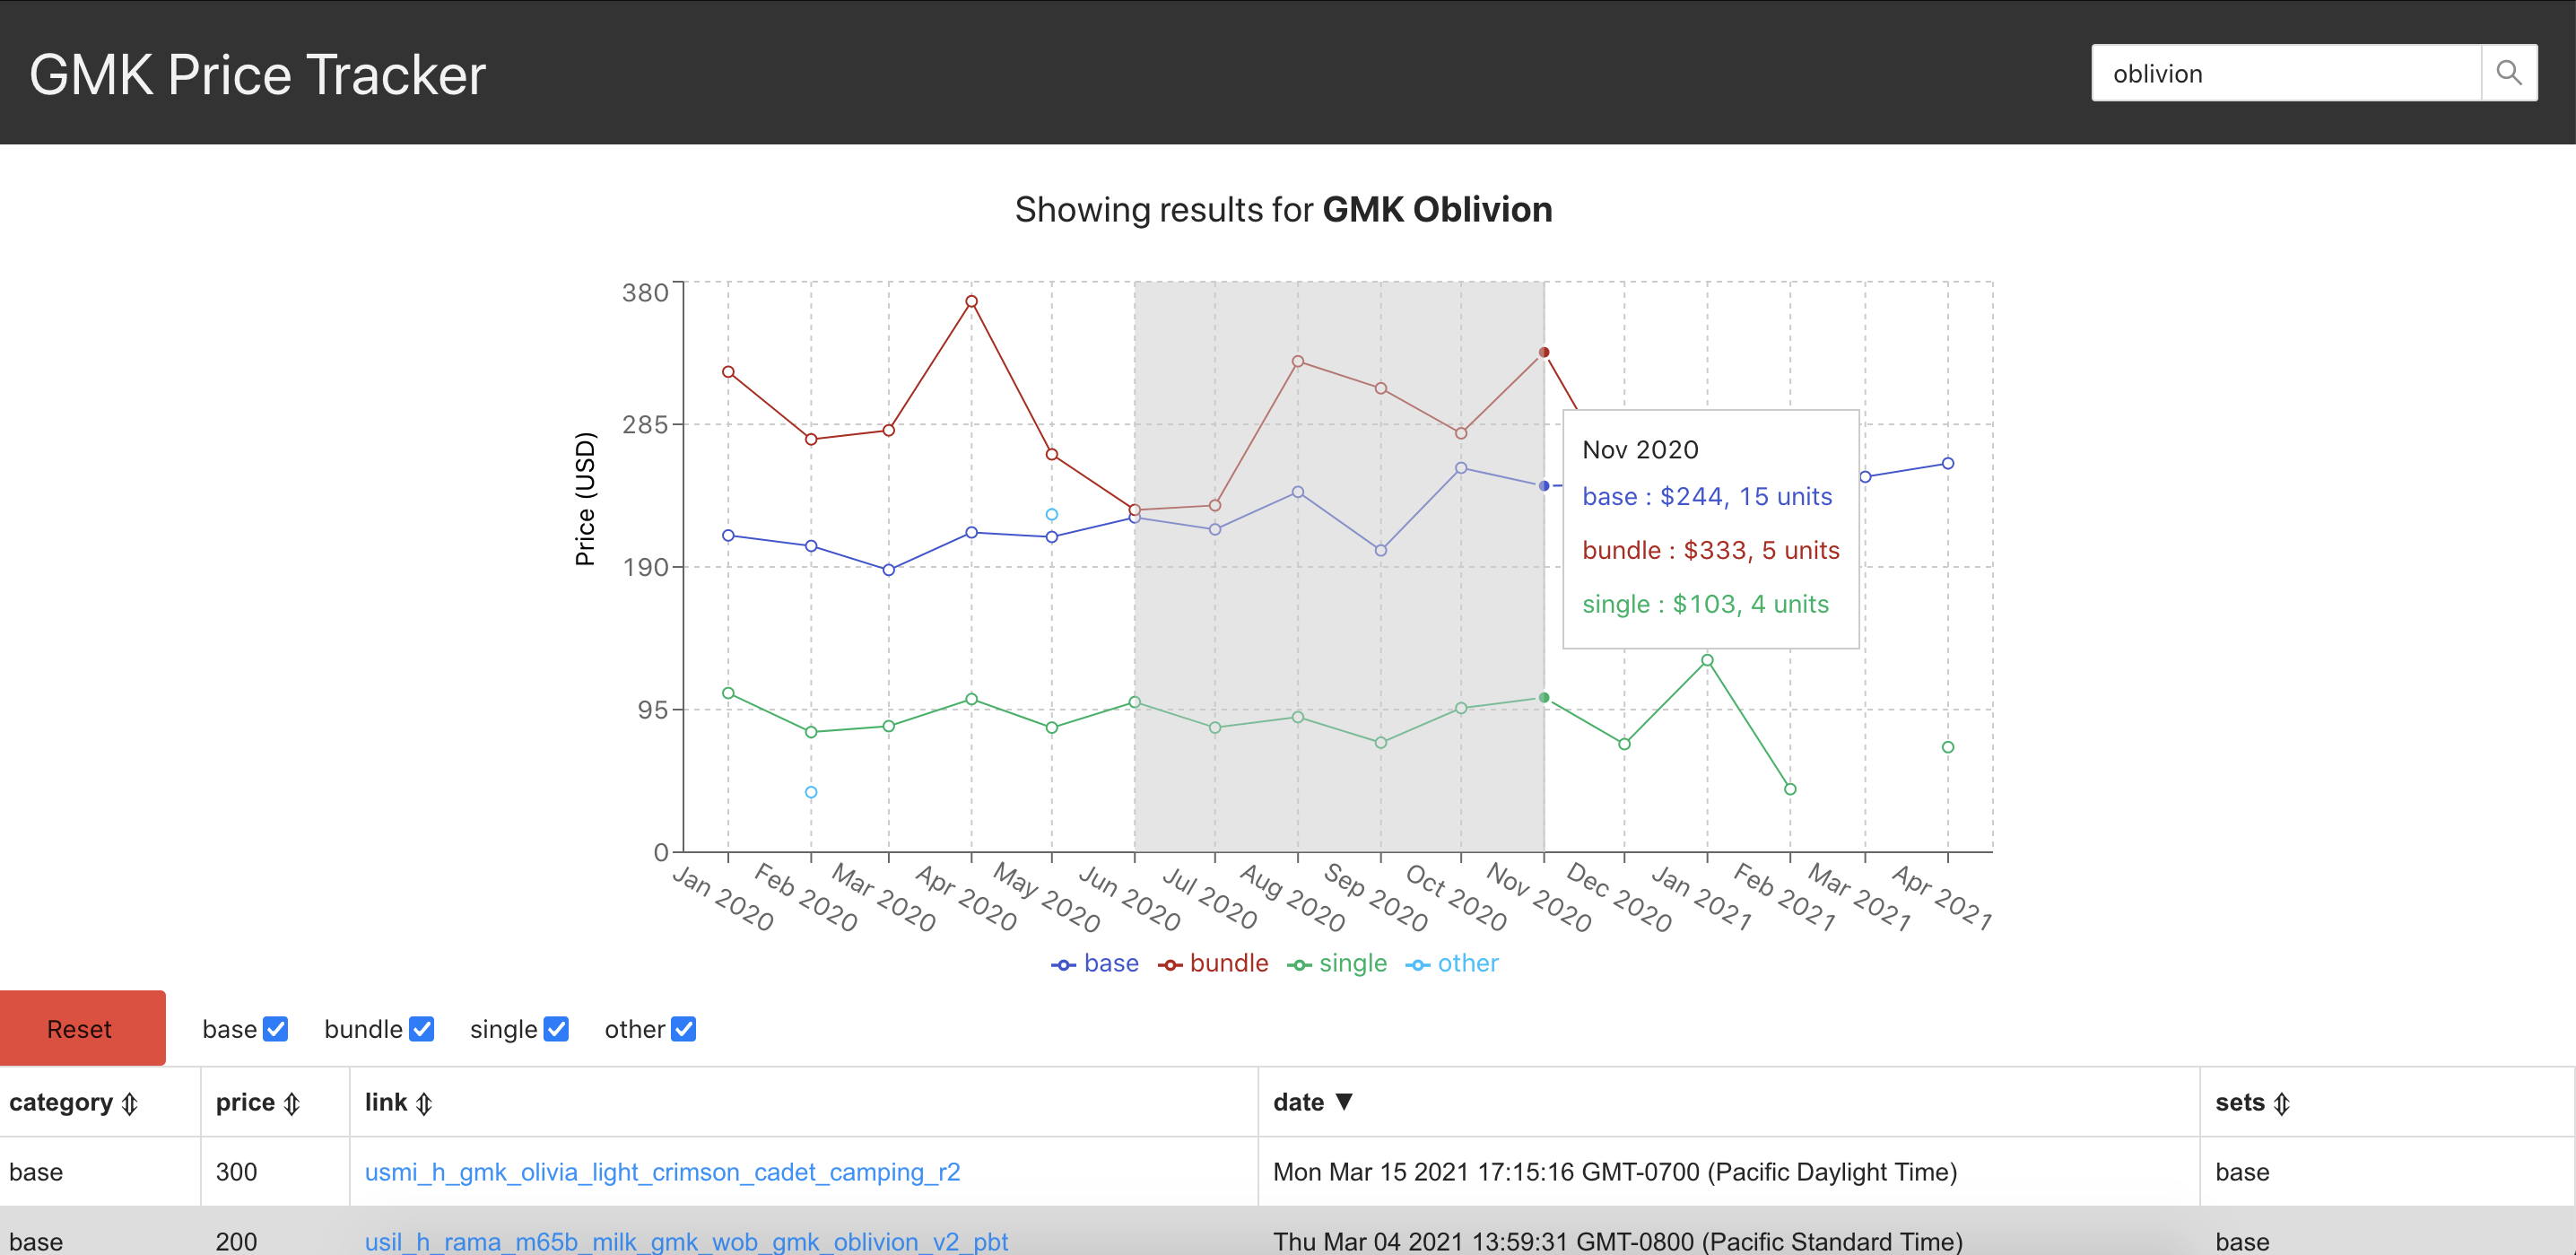 GMK Price Tracker
oblivion
Showing results for GMK Oblivion
380
285
190
95
0
Price (USD)
Nov 2020
base : $244, 15 units
bundle : $333, 5 units
single : $103, 4 units
Jan 2020
Feb 2020
Mar 2020
Apr 2020
May 2020
Jun 2020
Jul 2020
Aug 2020
Sep 2020
Oct 2020
Nov 2020
Dec 2020
Jan 2021
Feb 2021
Mar 2021
Apr 2021
base bundle single other
Reset base bundle single other
category price link date sets
base 300 usmi_h_gmk_olivia_light_crimson_cadet_camping_r2 Mon Mar 15 2021 17:15:16 GMT-0700 (Pacific Daylight Time) base
base 200 usil_h_rama_m65b_milk_gmk_wob_gmk_oblivion_v2_pbt Thu Mar 04 2021 13:59:31 GMT-0800 (Pacific Standard Time) base